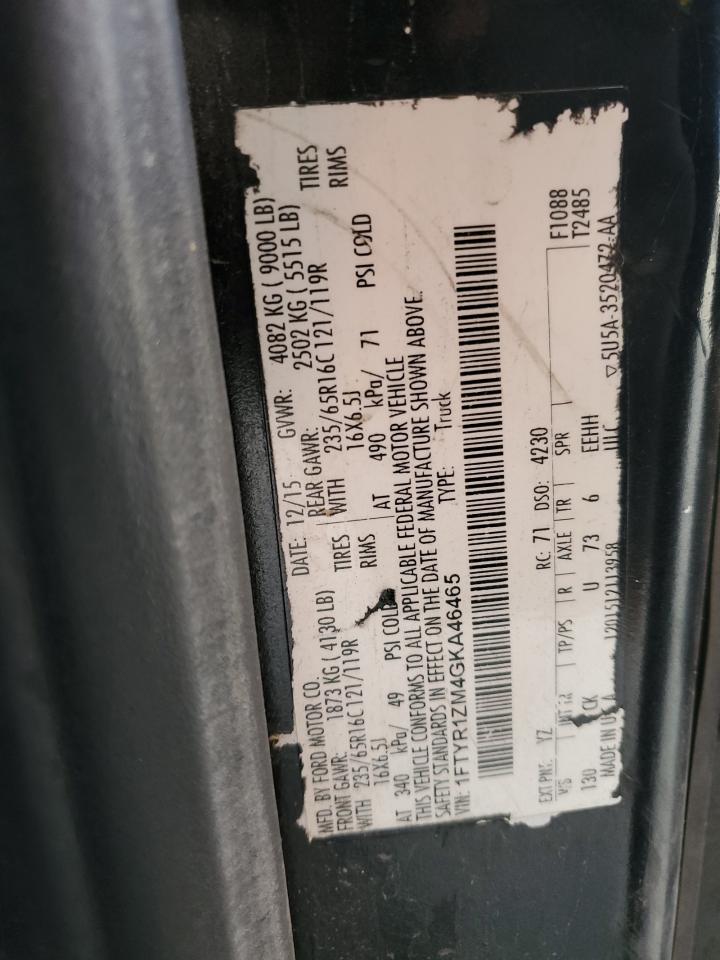 MFD. BY FORD MOTOR CO. DATE: 12/15 GVWR: 4082 KG ( 9000 LB)
FRONT GAWR: 1873 KG ( 4130 LB) REAR GAWR: 2502 KG ( 5515 LB)
WITH 235/65R16C 121/119R TIRES WITH 235/65R16C 121/119R TIRES
16X6.5J RIMS 16X6.5J RIMS
AT 340 kPa/ 49 PSI COLD AT 490 kPa/ 71 PSI COLD
THIS VEHICLE CONFORMS TO ALL APPLICABLE FEDERAL MOTOR VEHICLE
SAFETY STANDARDS IN EFFECT ON THE DATE OF MANUFACTURE SHOWN ABOVE.
VIN: 1FTYR1ZM4GKA46465 TYPE: Truck
EXT PNT: YZ RC: 71 DSO: 4230 F1088
WB INT TR TP/PS R AXLE TR SPR T2485
130 CK U 73 6 EEHH
MADE IN U.S.A. ULC ▽5U5A-3520472-AA